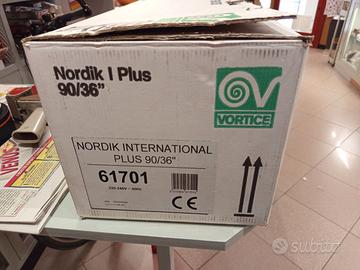 Nordik I Plus
90/36"
VORTICE
NORDIK INTERNATIONAL
PLUS 90/36"
61701
220-240V ~ 50Hz
CE
subito